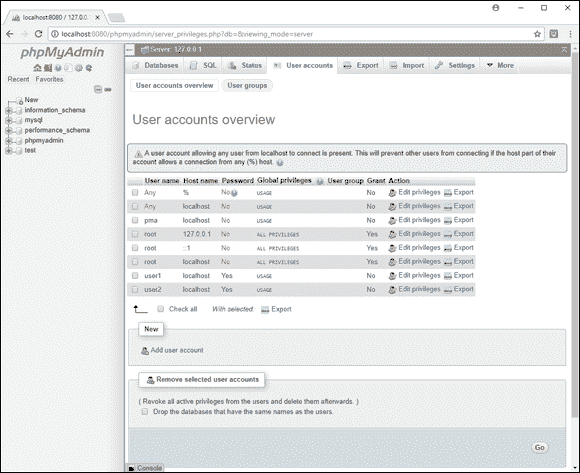 localhost:8080 / 127.0.0.1
localhost:8080/phpmyadmin/server_privileges.php?db=&viewing_mode=server
phpMyAdmin
Recent Favorites
New
information_schema
mysql
performance_schema
phpmyadmin
test
Server: 127.0.0.1
Databases SQL Status User accounts Export Import Settings More
User accounts overview User groups
User accounts overview
A user account allowing any user from localhost to connect is present. This will prevent other users from connecting if the host part of their
account allows a connection from any (%) host.
User name Host name Password Global privileges User group Grant Action
Any % No USAGE No Edit privileges Export
Any localhost No USAGE No Edit privileges Export
pma localhost No USAGE No Edit privileges Export
root 127.0.0.1 No ALL PRIVILEGES Yes Edit privileges Export
root ::1 No ALL PRIVILEGES Yes Edit privileges Export
root localhost No ALL PRIVILEGES Yes Edit privileges Export
user1 localhost Yes USAGE No Edit privileges Export
user2 localhost Yes USAGE No Edit privileges Export
Check all With selected: Export
New
Add user account
Remove selected user accounts
( Revoke all active privileges from the users and delete them afterwards. )
Drop the databases that have the same names as the users.
Go
Console